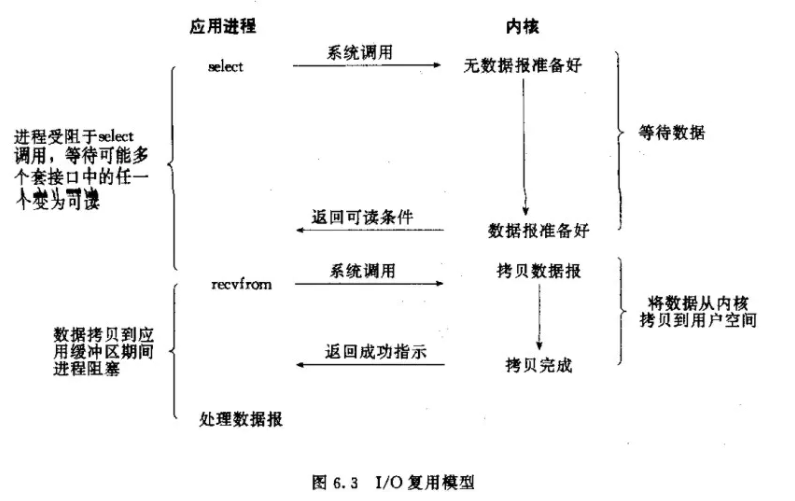 应用进程
内核
select
系统调用
无数据报准备好
进程受阻于select
调用，等待可能多
个套接口中的任一
个变为可读
等待数据
返回可读条件
数据报准备好
recvfrom
系统调用
拷贝数据报
数据拷贝到应
用缓冲区期间
进程阻塞
将数据从内核
拷贝到用户空间
返回成功指示
拷贝完成
处理数据报
图 6.3 I/O 复用模型